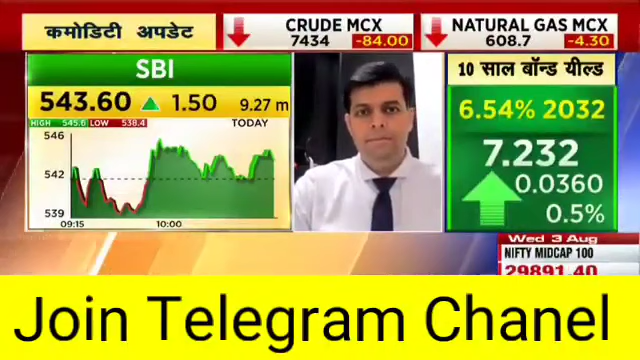 कमोडिटी अपडेट
CRUDE MCX
7434 -84.00
NATURAL GAS MCX
608.7 -4.30
SBI
543.60 1.50 9.27 m
HIGH 545.6 LOW 538.4 TODAY
546
542
539
09:15 10:00
10 साल बॉन्ड यील्ड
6.54% 2032
7.232
0.0360
0.5%
Wed 3 Aug
NIFTY MIDCAP 100
29891.40
Join Telegram Chanel